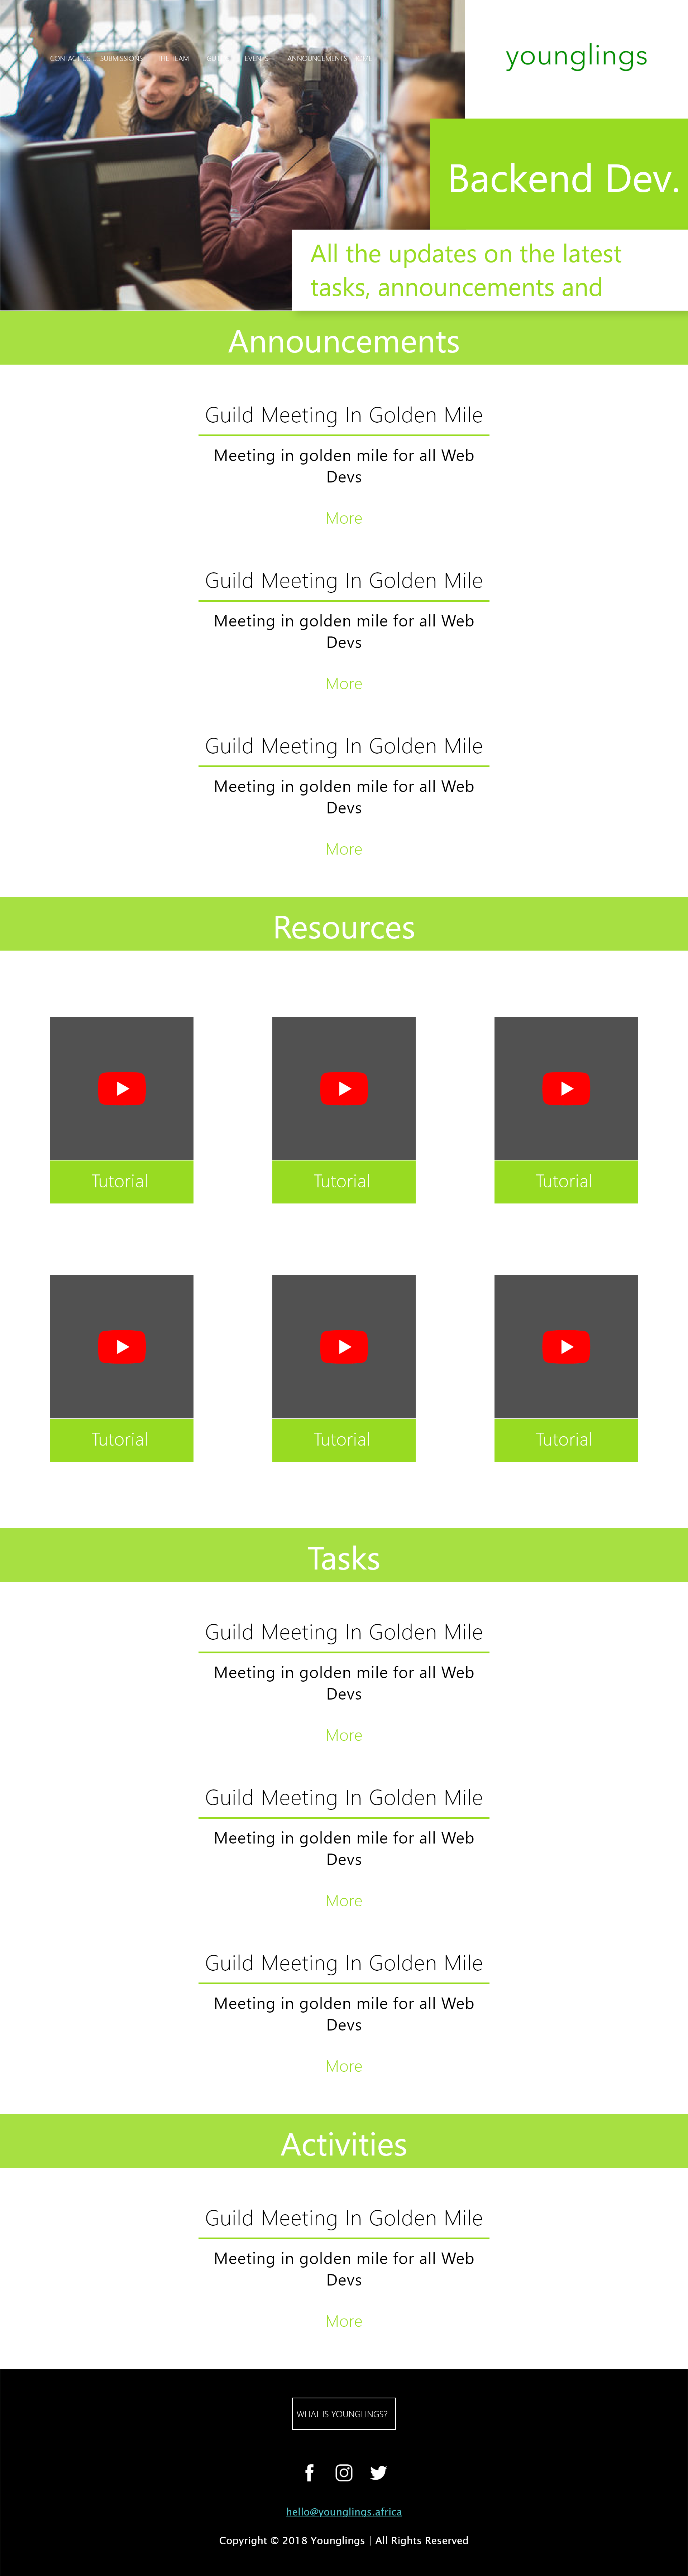 CONTACT US SUBMISSIONS THE TEAM EVENTS ANNOUNCEMENTS
younglings
Backend Dev.
All the updates on the latest
tasks, announcements and
Announcements
Guild Meeting In Golden Mile
Meeting in golden mile for all Web
Devs
More
Guild Meeting In Golden Mile
Meeting in golden mile for all Web
Devs
More
Guild Meeting In Golden Mile
Meeting in golden mile for all Web
Devs
More
Resources
Tutorial Tutorial Tutorial
Tutorial Tutorial Tutorial
Tasks
Guild Meeting In Golden Mile
Meeting in golden mile for all Web
Devs
More
Guild Meeting In Golden Mile
Meeting in golden mile for all Web
Devs
More
Guild Meeting In Golden Mile
Meeting in golden mile for all Web
Devs
More
Activities
Guild Meeting In Golden Mile
Meeting in golden mile for all Web
Devs
More
WHAT IS YOUNGLINGS?
hello@younglings.africa
Copyright © 2018 Younglings | All Rights Reserved